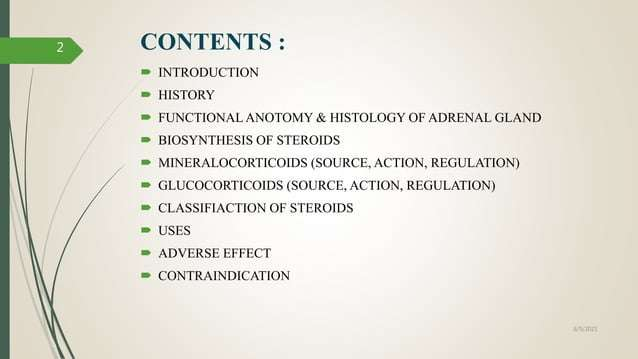 2
CONTENTS :
INTRODUCTION
HISTORY
FUNCTIONAL ANOTOMY & HISTOLOGY OF ADRENAL GLAND
BIOSYNTHESIS OF STEROIDS
MINERALOCORTICOIDS (SOURCE, ACTION, REGULATION)
GLUCOCORTICOIDS (SOURCE, ACTION, REGULATION)
CLASSIFIACTION OF STEROIDS
USES
ADVERSE EFFECT
CONTRAINDICATION